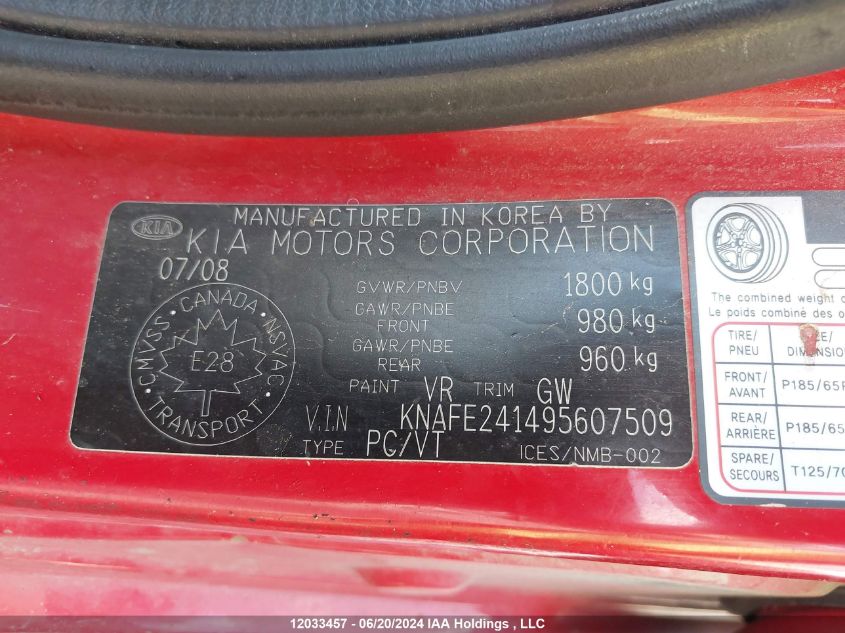 KIA
MANUFACTURED IN KOREA BY
KIA MOTORS CORPORATION
07/08
GVWR/PNBV 1800 kg
GAWR/PNBE
FRONT 980 kg
GAWR/PNBE
REAR 960 kg
PAINT VR TRIM GW
V.I.N KNAFE241495607509
TYPE PC/VT ICES/NMB-002
CANADA
CMVSS NSVAC
E28
TRANSPORT
The combined weight
Le poids combiné des
TIRE/
PNEU
FRONT/
AVANT P185/65
REAR/
ARRIÈRE P185/65
SPARE/
SECOURS T125/70
12033457 - 06/20/2024 IAA Holdings , LLC